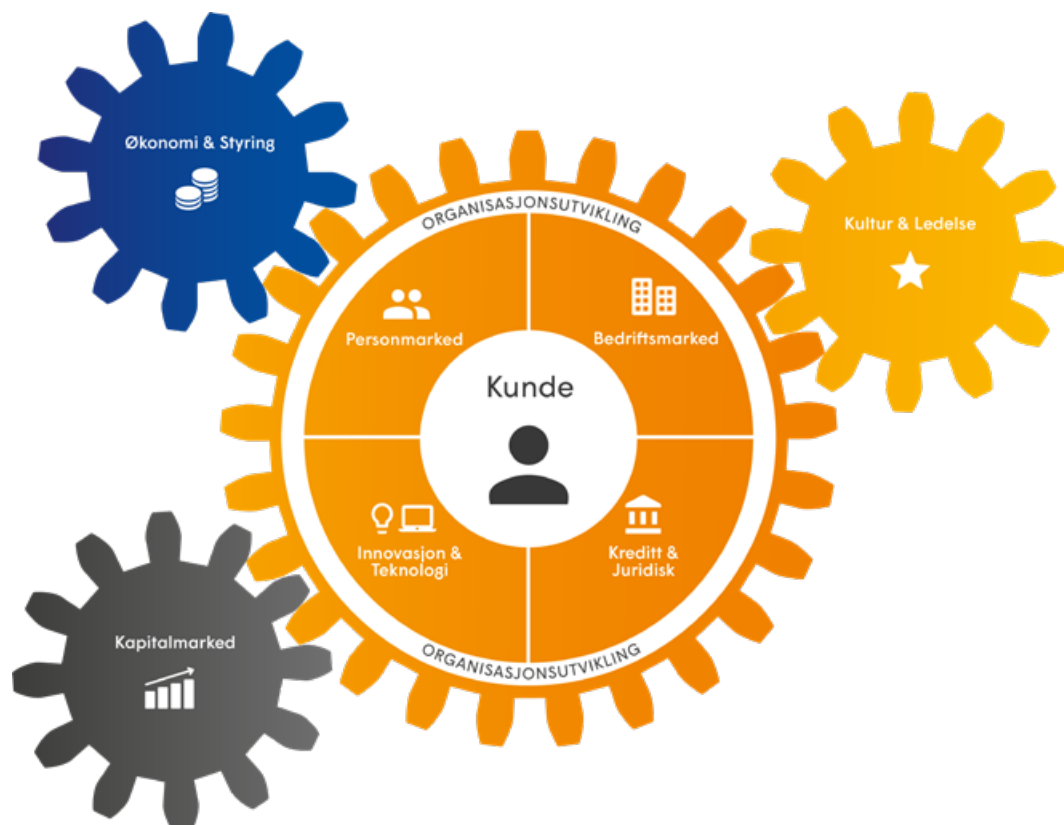 Økonomi & Styring
Kultur & Ledelse
ORGANISASJONSUTVIKLING
Personmarked
Bedriftsmarked
Kunde
Innovasjon &
Teknologi
Kreditt &
Juridisk
Kapitalmarked
ORGANISASJONSUTVIKLING